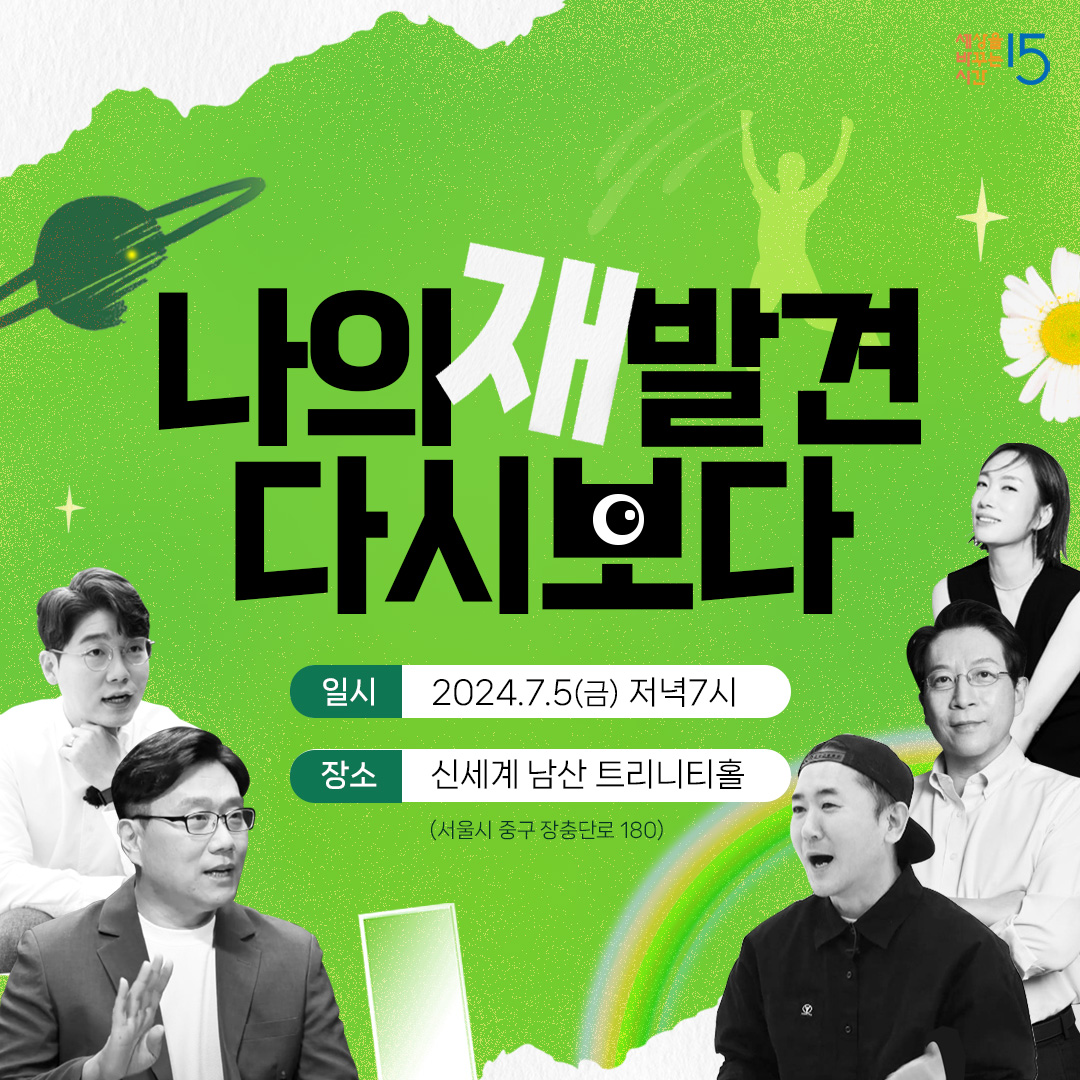 세상을
바꾸는
시간
15
나의재발견
다시보다
일시 2024.7.5(금) 저녁7시
장소 신세계 남산 트리니티홀
(서울시 중구 장충단로 180)